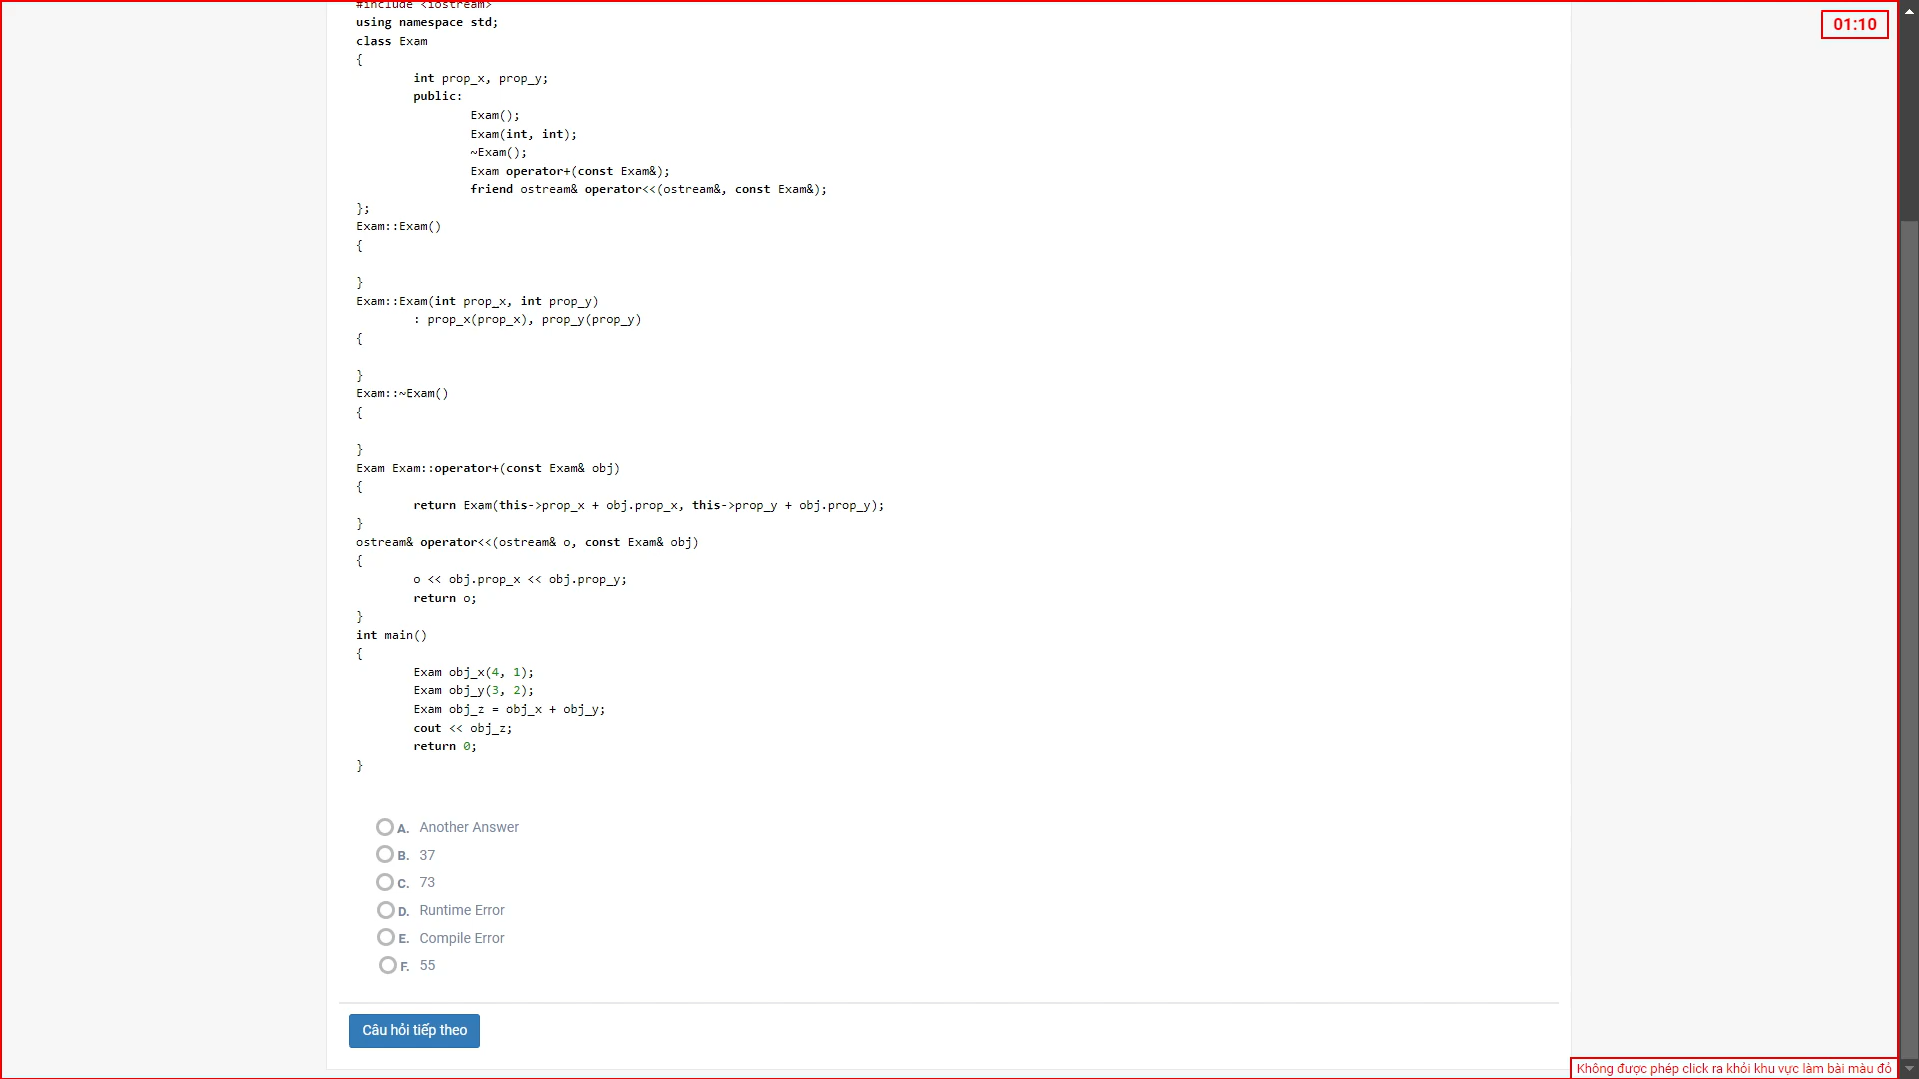 #include <iostream>
01:10
using namespace std;
class Exam
{
int prop_x, prop_y;
public:
Exam();
Exam(int, int);
~Exam();
Exam operator+(const Exam&);
friend ostream& operator<<(ostream&, const Exam&);
};
Exam::Exam()
{
}
Exam::Exam(int prop_x, int prop_y)
: prop_x(prop_x), prop_y(prop_y)
{
}
Exam::~Exam()
{
}
Exam Exam::operator+(const Exam& obj)
{
return Exam(this->prop_x + obj.prop_x, this->prop_y + obj.prop_y);
}
ostream& operator<<(ostream& o, const Exam& obj)
{
o << obj.prop_x << obj.prop_y;
return o;
}
int main()
{
Exam obj_x(4, 1);
Exam obj_y(3, 2);
Exam obj_z = obj_x + obj_y;
cout << obj_z;
return 0;
}
A. Another Answer
B. 37
C. 73
D. Runtime Error
E. Compile Error
F. 55
Câu hỏi tiếp theo
Không được phép click ra khỏi khu vực làm bài màu đỏ